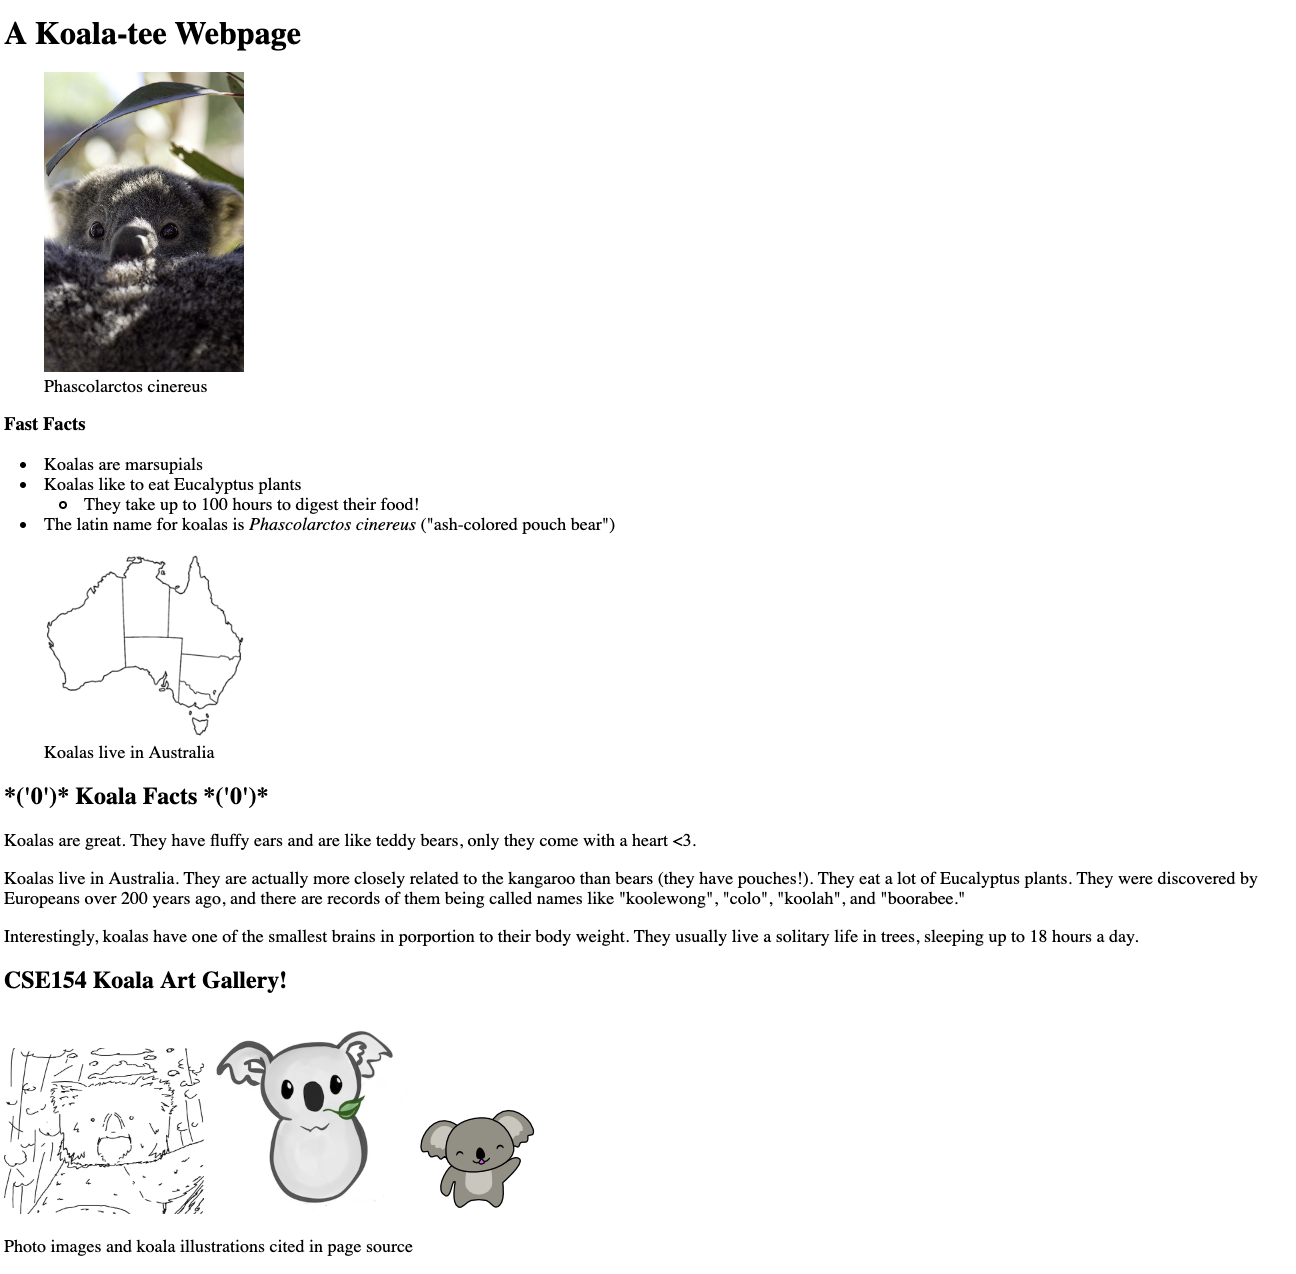 A Koala-tee Webpage
Phascolarctos cinereus
Fast Facts
Koalas are marsupials
Koalas like to eat Eucalyptus plants
They take up to 100 hours to digest their food!
The latin name for koalas is Phascolarctos cinereus ("ash-colored pouch bear")
Koalas live in Australia
*('0')* Koala Facts *('0')*
Koalas are great. They have fluffy ears and are like teddy bears, only they come with a heart <3.
Koalas live in Australia. They are actually more closely related to the kangaroo than bears (they have pouches!). They eat a lot of Eucalyptus plants. They were discovered by
Europeans over 200 years ago, and there are records of them being called names like "koolewong", "colo", "koolah", and "boorabee."
Interestingly, koalas have one of the smallest brains in porportion to their body weight. They usually live a solitary life in trees, sleeping up to 18 hours a day.
CSE154 Koala Art Gallery!
Photo images and koala illustrations cited in page source